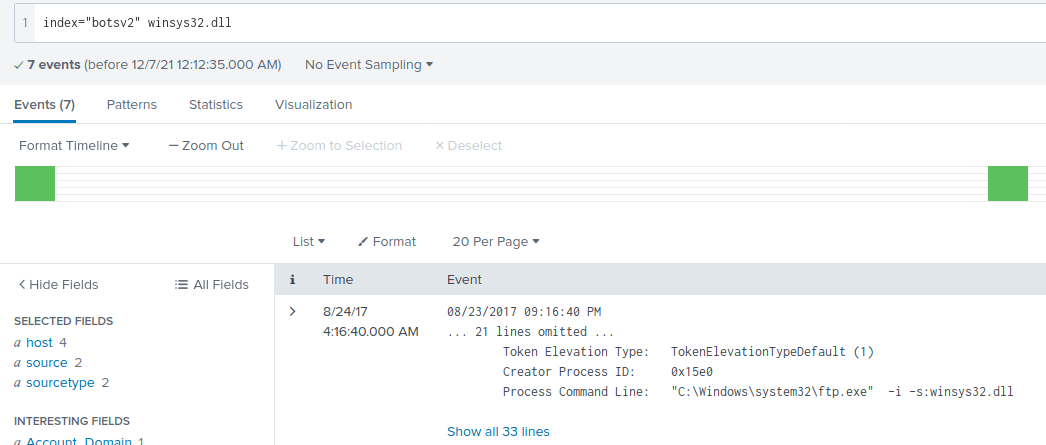 1 index="botsv2" winsys32.dll
✓ 7 events (before 12/7/21 12:12:35.000 AM) No Event Sampling ▾
Events (7) Patterns Statistics Visualization
Format Timeline ▾ − Zoom Out + Zoom to Selection × Deselect
List ▾ Format 20 Per Page ▾
< Hide Fields All Fields
i Time Event
SELECTED FIELDS
a host 4
a source 2
a sourcetype 2
INTERESTING FIELDS
a Account_Domain 1
> 8/24/17 08/23/2017 09:16:40 PM
4:16:40.000 AM ... 21 lines omitted ...
Token Elevation Type: TokenElevationTypeDefault (1)
Creator Process ID: 0x15e0
Process Command Line: "C:\Windows\system32\ftp.exe" -i -s:winsys32.dll
Show all 33 lines